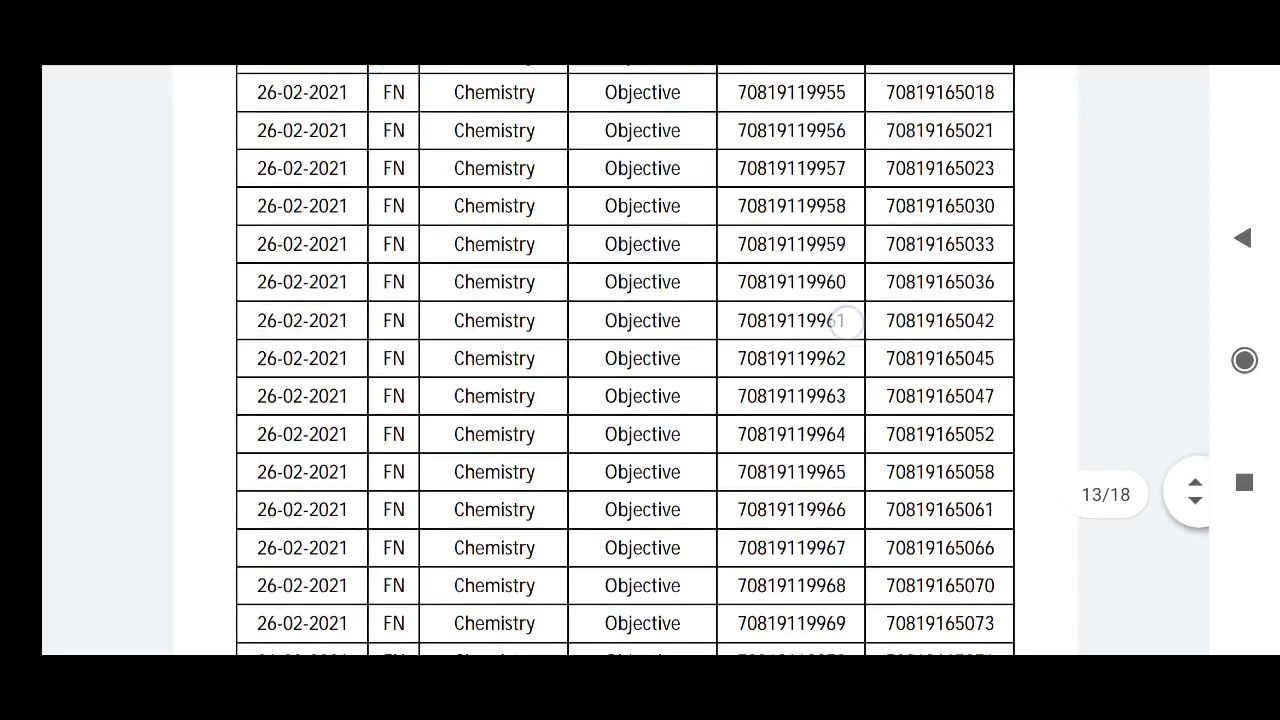 26-02-2021 FN Chemistry Objective 70819119955 70819165018
26-02-2021 FN Chemistry Objective 70819119956 70819165021
26-02-2021 FN Chemistry Objective 70819119957 70819165023
26-02-2021 FN Chemistry Objective 70819119958 70819165030
26-02-2021 FN Chemistry Objective 70819119959 70819165033
26-02-2021 FN Chemistry Objective 70819119960 70819165036
26-02-2021 FN Chemistry Objective 70819119961 70819165042
26-02-2021 FN Chemistry Objective 70819119962 70819165045
26-02-2021 FN Chemistry Objective 70819119963 70819165047
26-02-2021 FN Chemistry Objective 70819119964 70819165052
26-02-2021 FN Chemistry Objective 70819119965 70819165058
13/18
26-02-2021 FN Chemistry Objective 70819119966 70819165061
26-02-2021 FN Chemistry Objective 70819119967 70819165066
26-02-2021 FN Chemistry Objective 70819119968 70819165070
26-02-2021 FN Chemistry Objective 70819119969 70819165073